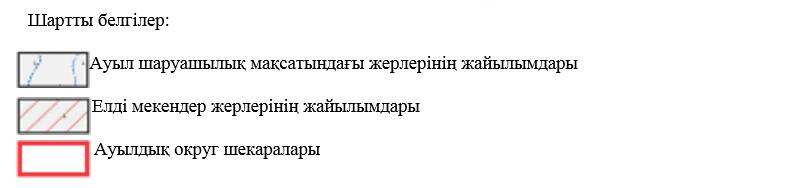 Шартты белгілер:
Ауыл шаруашылық мақсатындағы жерлерінің жайылымдары
Елді мекендер жерлерінің жайылымдары
Ауылдық округ шекаралары